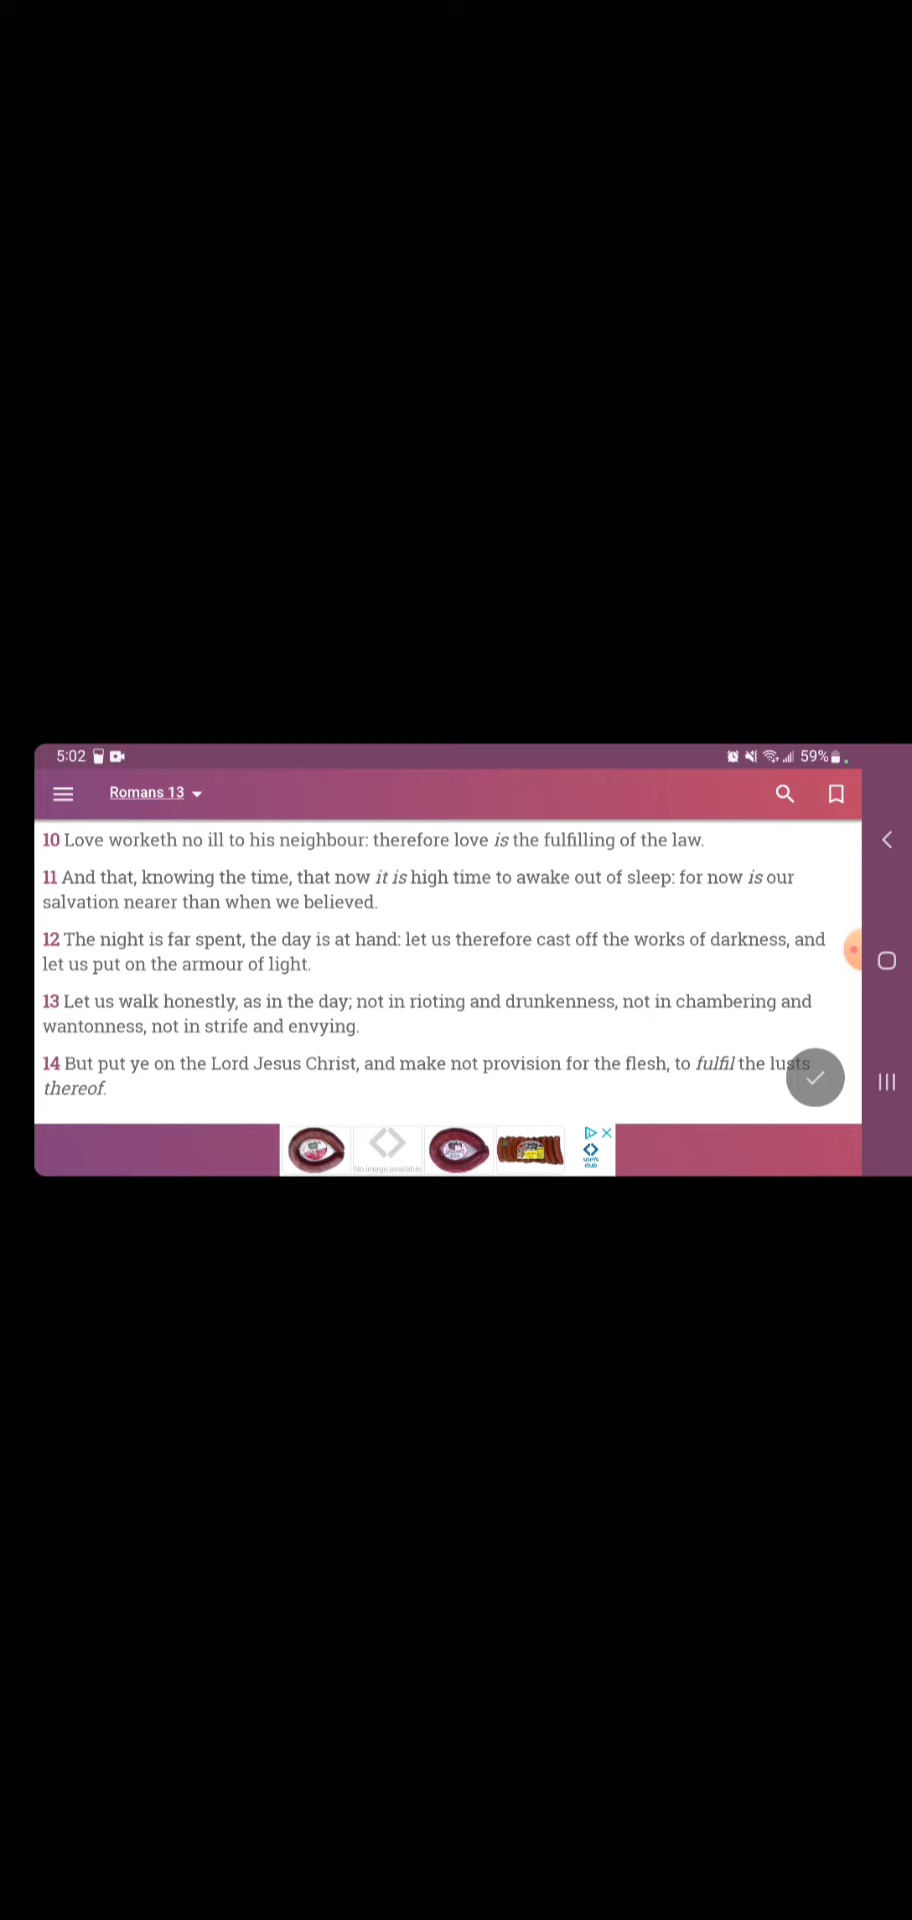 5:02 59%
Romans 13
10 Love worketh no ill to his neighbour: therefore love is the fulfilling of the law.
11 And that, knowing the time, that now it is high time to awake out of sleep: for now is our
salvation nearer than when we believed.
12 The night is far spent, the day is at hand: let us therefore cast off the works of darkness, and
let us put on the armour of light.
13 Let us walk honestly, as in the day; not in rioting and drunkenness, not in chambering and
wantonness, not in strife and envying.
14 But put ye on the Lord Jesus Christ, and make not provision for the flesh, to fulfil the lusts
thereof.
No image available
sam's
club